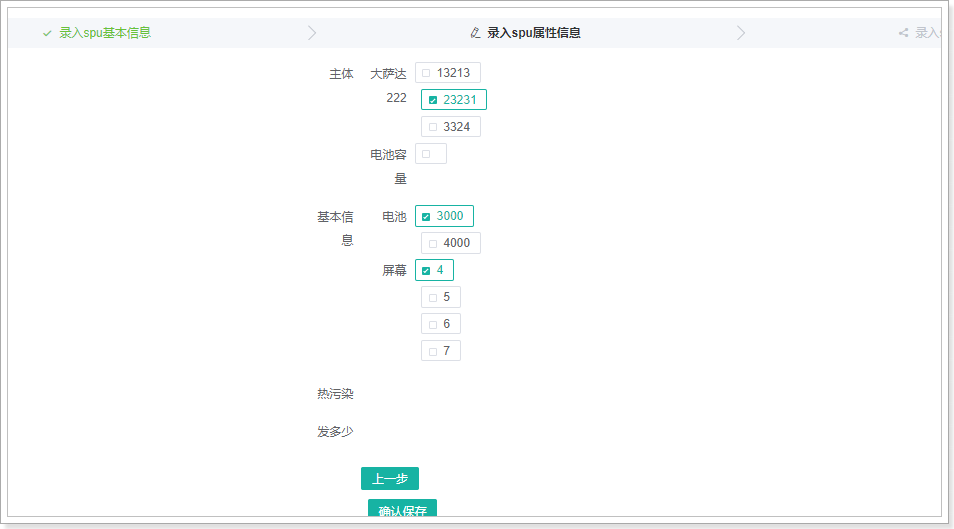 录入spu基本信息
录入spu属性信息
录入
主体
大萨达222
13213
23231
3324
电池容量
基本信息
电池
3000
4000
屏幕
4
5
6
7
热污染
发多少
上一步
确认保存